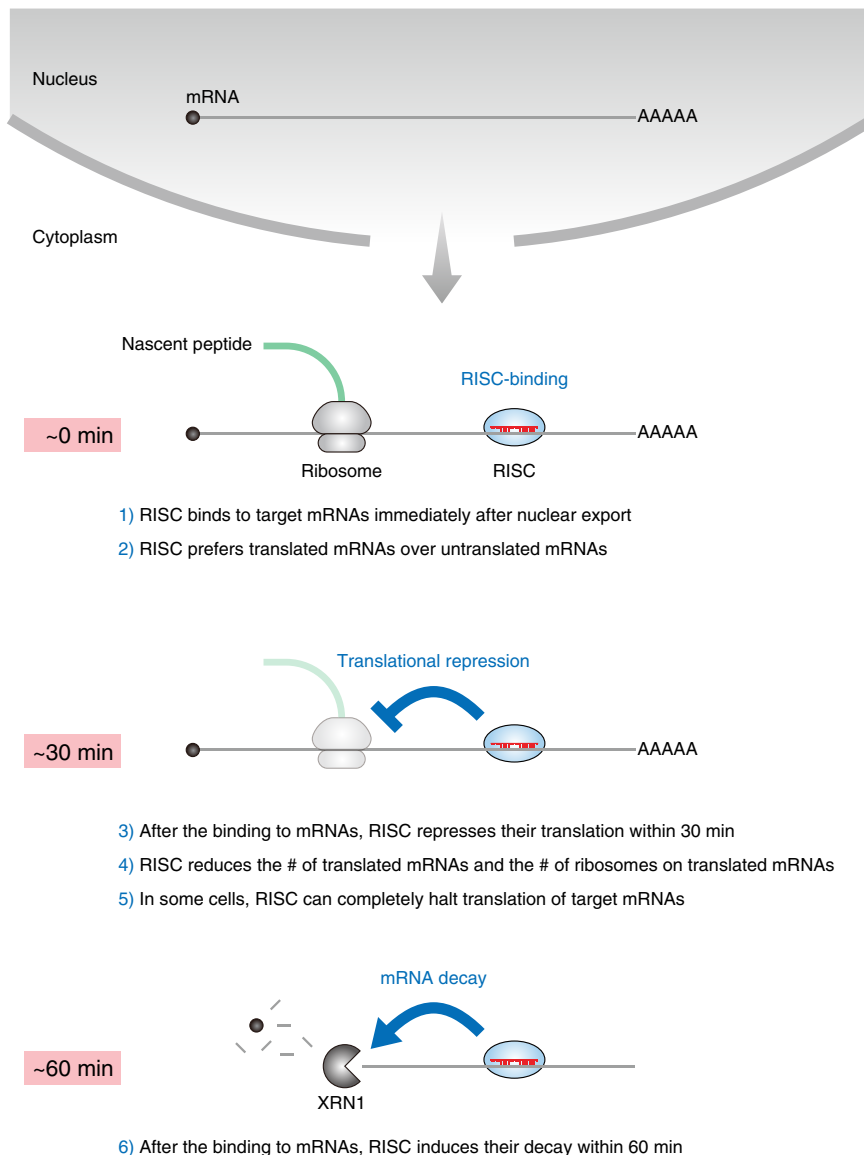 Nucleus
mRNA
AAAAA
Cytoplasm
Nascent peptide
RISC-binding
~0 min
AAAAA
Ribosome
RISC
1) RISC binds to target mRNAs immediately after nuclear export
2) RISC prefers translated mRNAs over untranslated mRNAs
Translational repression
~30 min
AAAAA
3) After the binding to mRNAs, RISC represses their translation within 30 min
4) RISC reduces the # of translated mRNAs and the # of ribosomes on translated mRNAs
5) In some cells, RISC can completely halt translation of target mRNAs
mRNA decay
~60 min
XRN1
6) After the binding to mRNAs, RISC induces their decay within 60 min